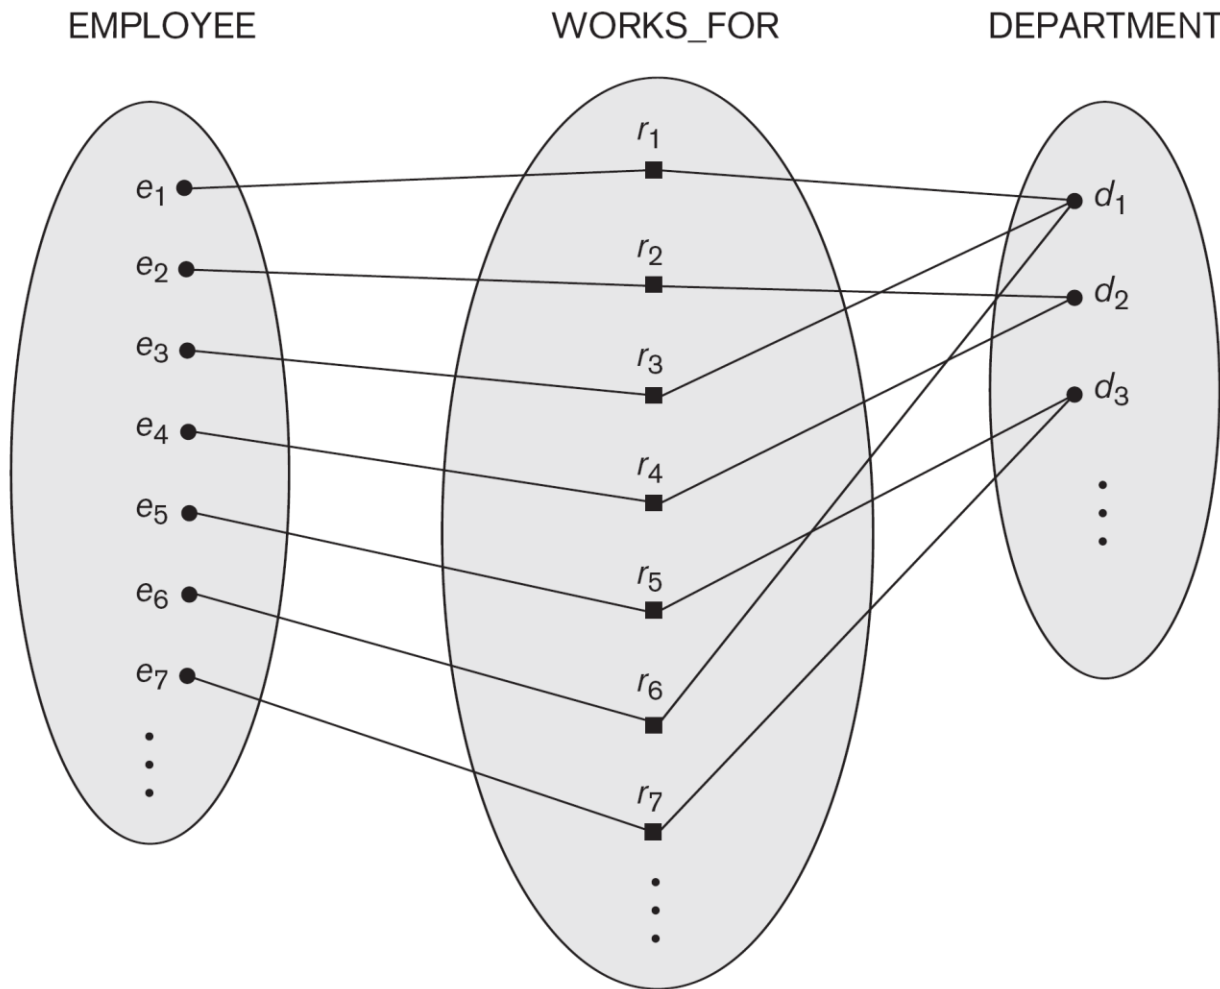 EMPLOYEE WORKS_FOR DEPARTMENT
r₁
e₁ d₁
r₂
e₂ d₂
r₃
e₃ d₃
e₄ r₄
e₅ r₅
e₆ r₆
e₇ r₇